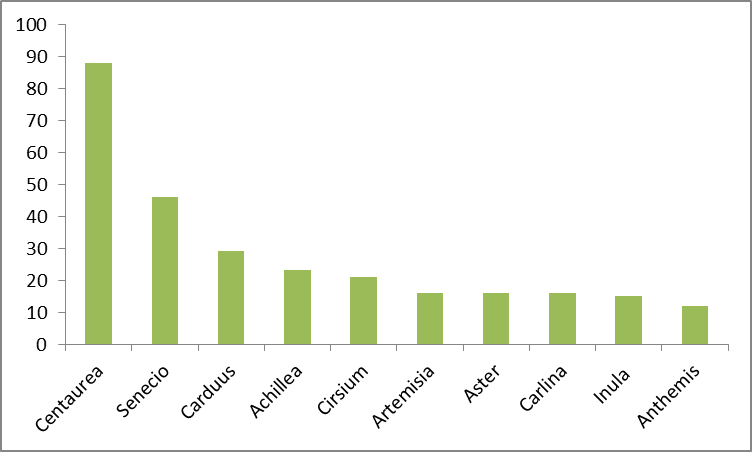 100
90
80
70
60
50
40
30
20
10
0
Centaurea
Senecio
Carduus
Achillea
Cirsium
Artemisia
Aster
Carlina
Inula
Anthemis